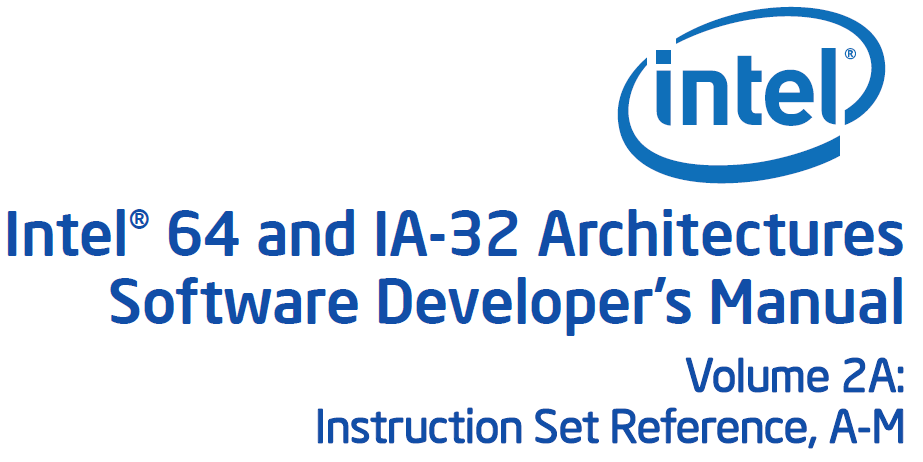 intel®
Intel® 64 and IA-32 Architectures
Software Developer’s Manual
Volume 2A:
Instruction Set Reference, A-M